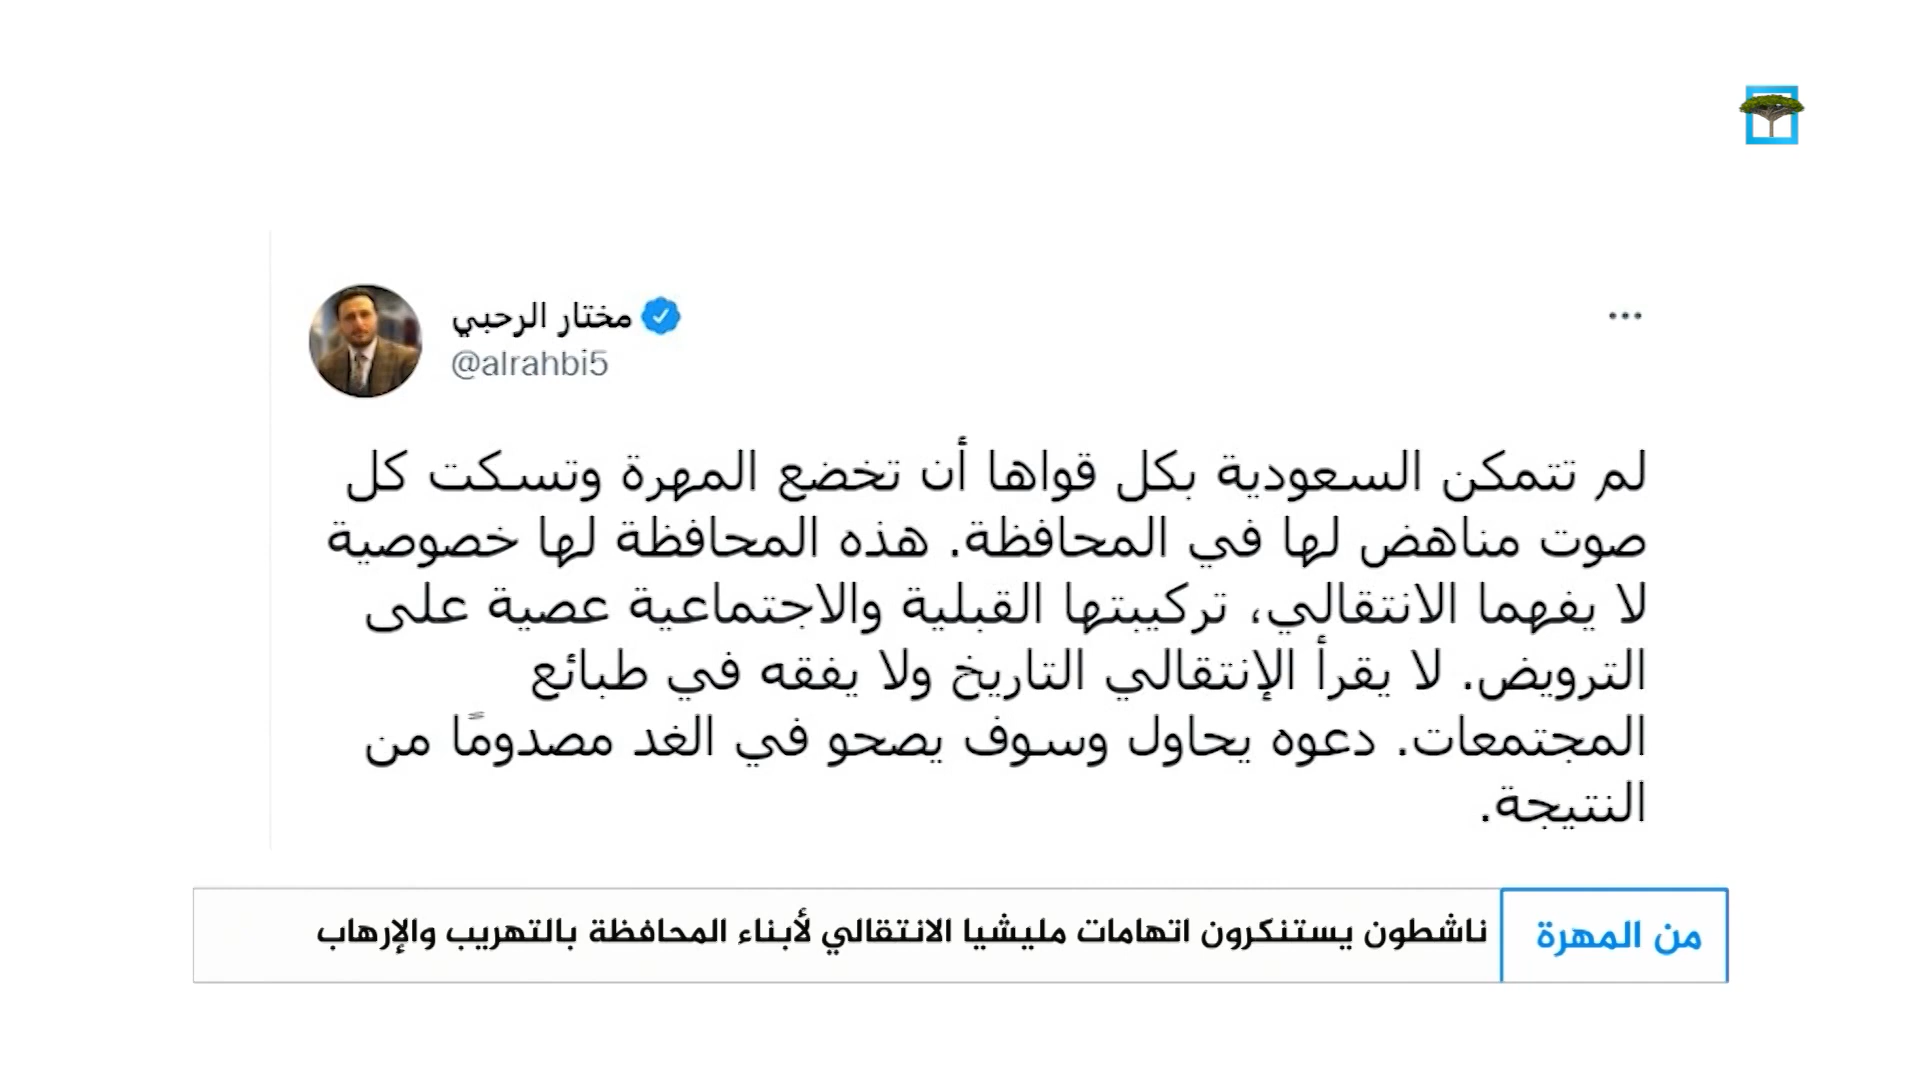 مختار الرحبي
@alrahbi5
لم تتمكن السعودية بكل قواها أن تخضع المهرة وتسكت كل
صوت مناهض لها في المحافظة. هذه المحافظة لها خصوصية
لا يفهما الانتقالي، تركيبتها القبلية والاجتماعية عصية على
الترويض. لا يقرأ الإنتقالي التاريخ ولا يفقه في طبائع
المجتمعات. دعوه يحاول وسوف يصحو في الغد مصدومًا من
النتيجة.
من المهرة
ناشطون يستنكرون اتهامات مليشيا الانتقالي لأبناء المحافظة بالتهريب والإرهاب